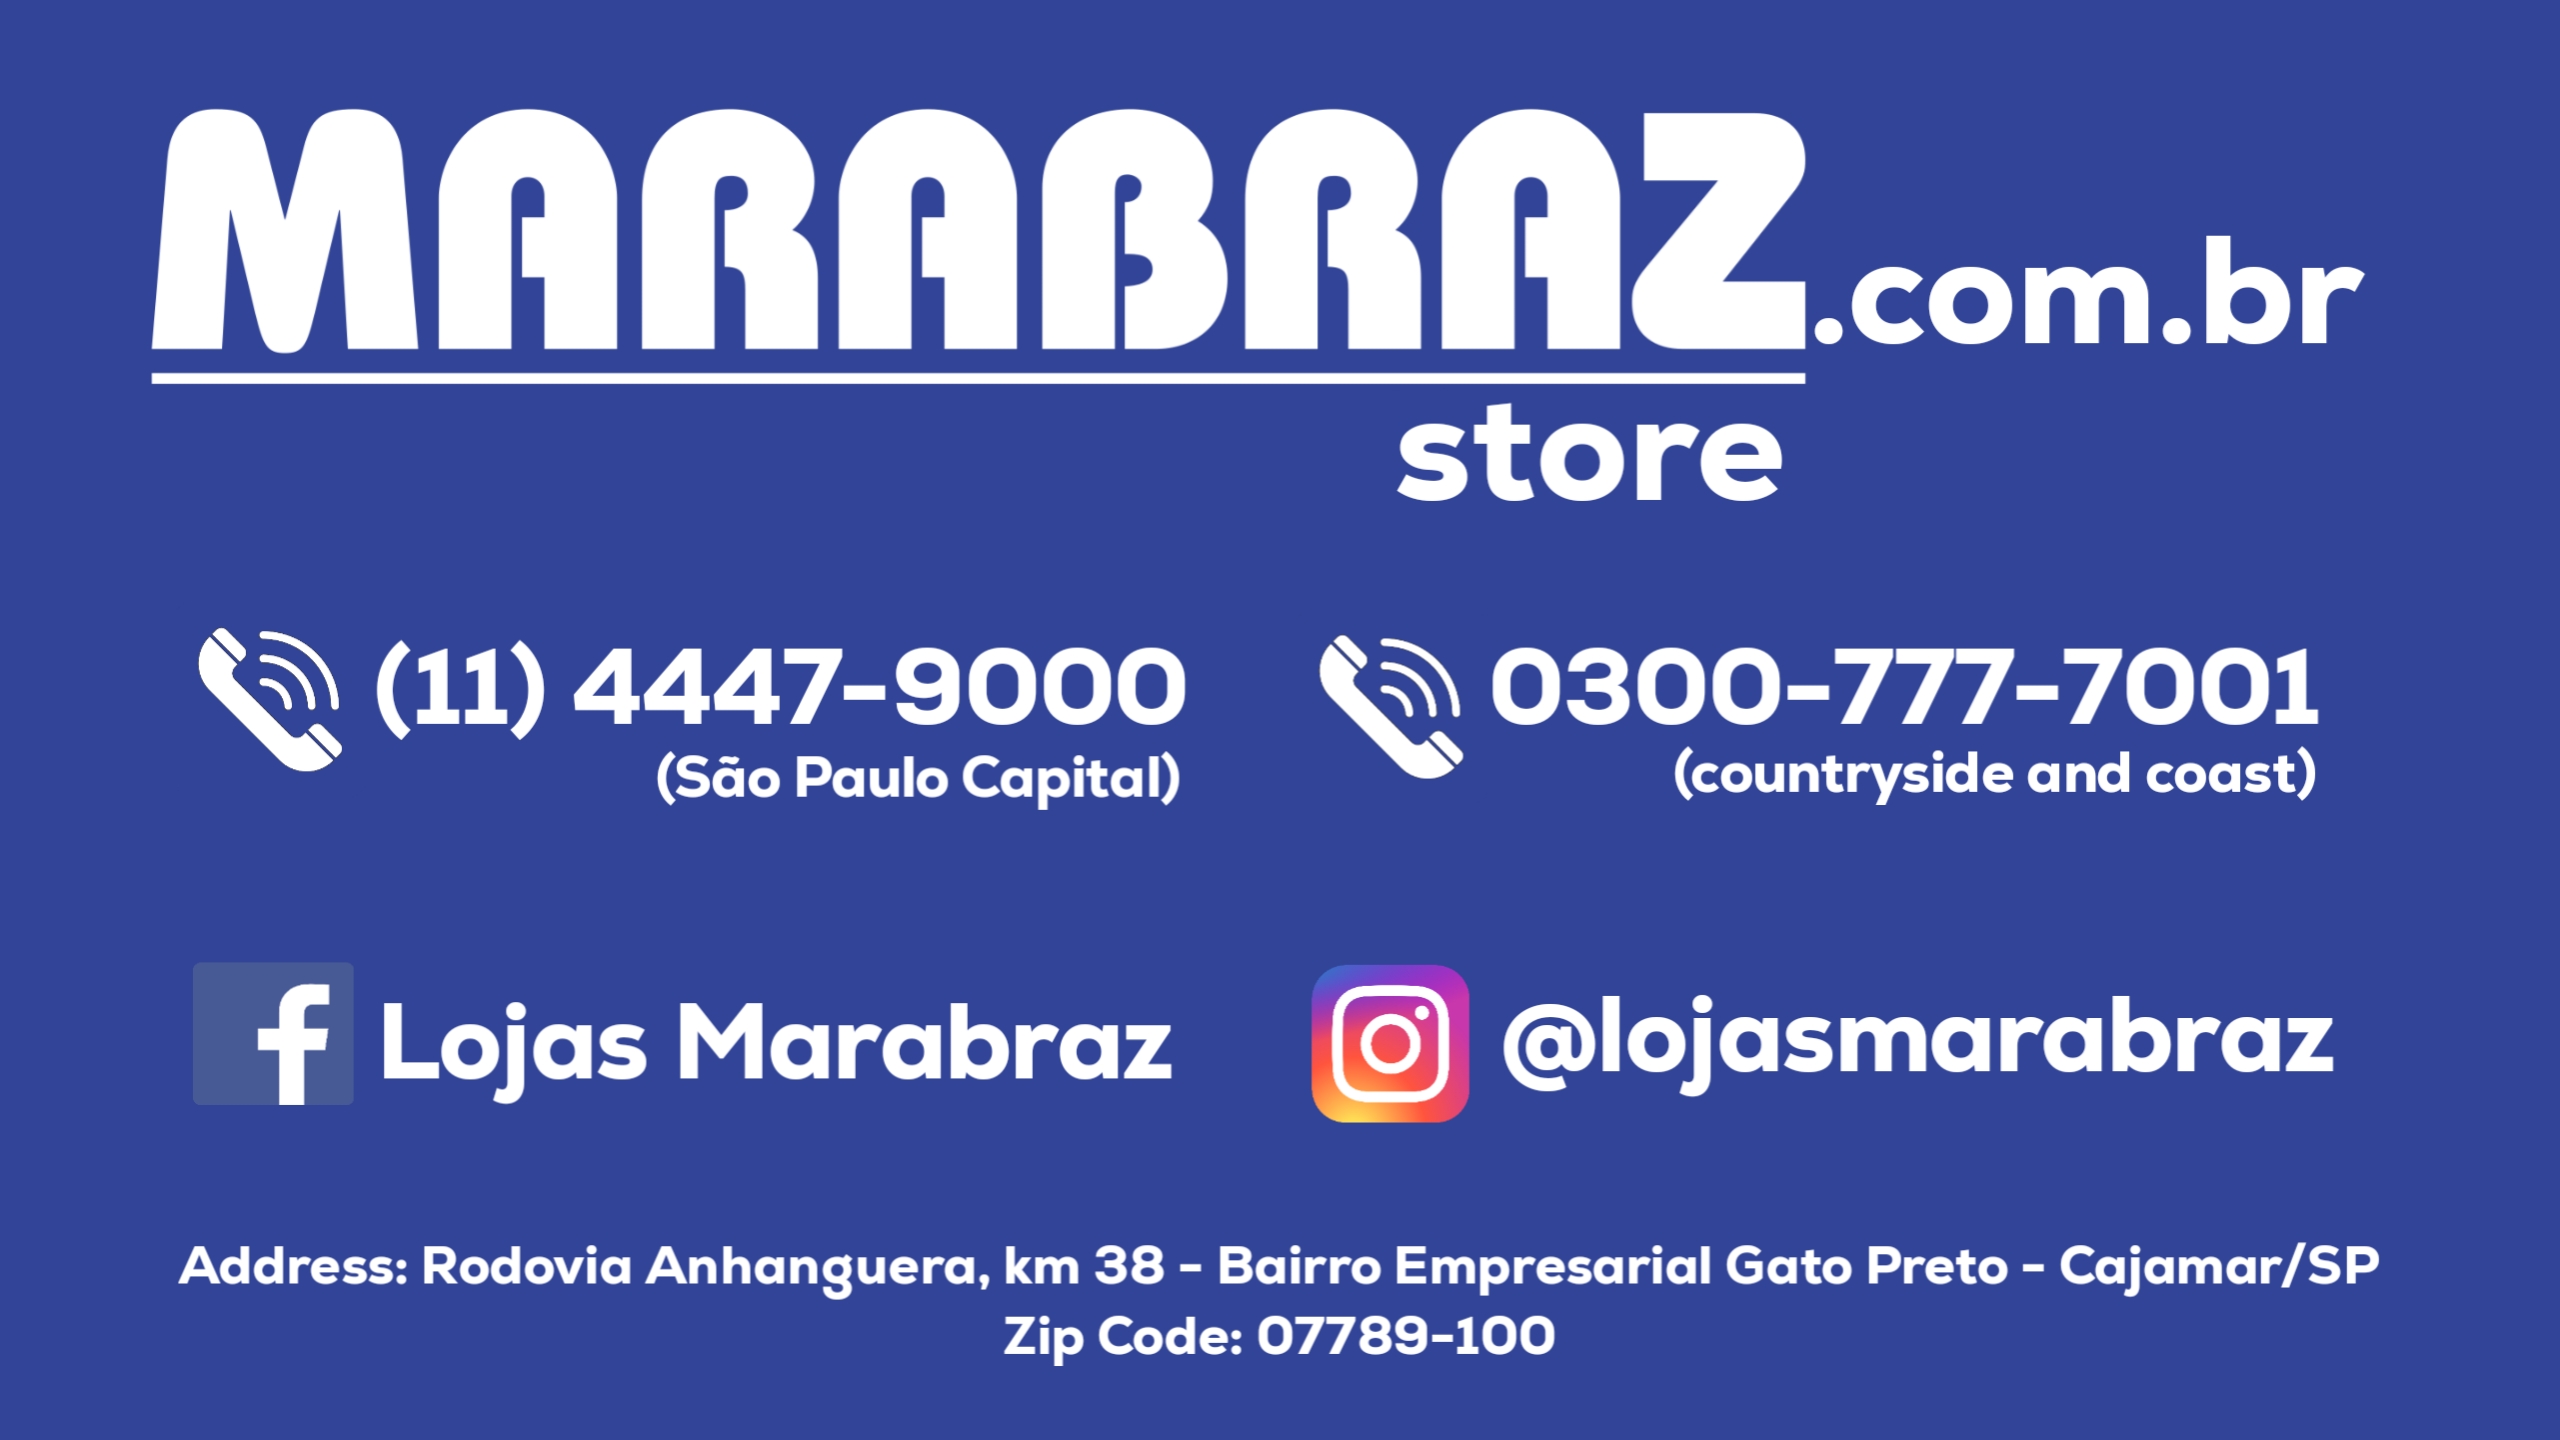 MARABRAZ.com.br
store
(11) 4447-9000
(São Paulo Capital)
0300-777-7001
(countryside and coast)
Lojas Marabraz
@lojasmarabraz
Address: Rodovia Anhanguera, km 38 - Bairro Empresarial Gato Preto - Cajamar/SP
Zip Code: 07789-100